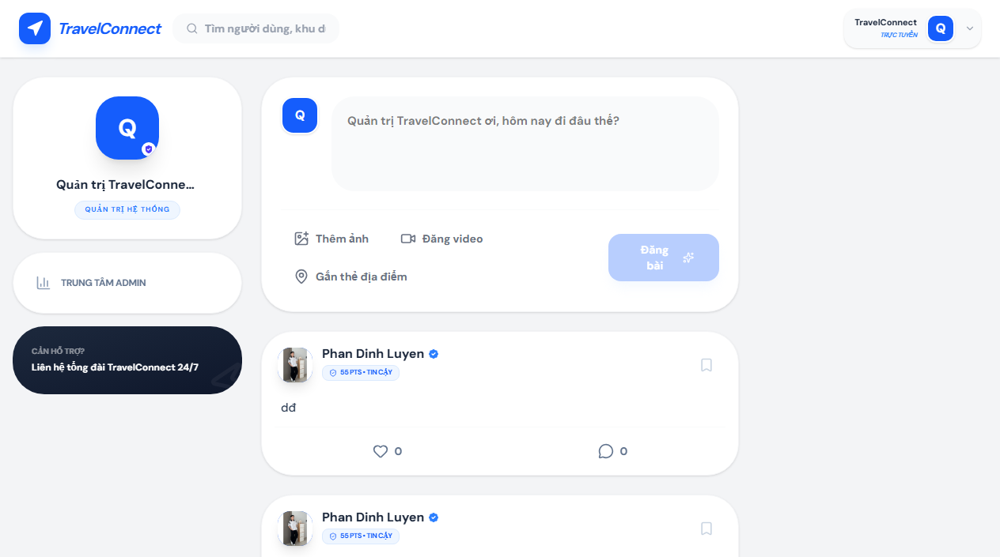 TravelConnect
Tìm người dùng, khu d
TravelConnect
TRỰC TUYẾN
Q
Q
Quản trị TravelConne...
QUẢN TRỊ HỆ THỐNG
TRUNG TÂM ADMIN
CẦN HỖ TRỢ?
Liên hệ tổng đài TravelConnect 24/7
Q
Quản trị TravelConnect ơi, hôm nay đi đâu thế?
Thêm ảnh
Đăng video
Gắn thẻ địa điểm
Đăng
bài
Phan Dinh Luyen
55 PTS • TIN CẬY
dđ
0
0
Phan Dinh Luyen
55 PTS • TIN CẬY